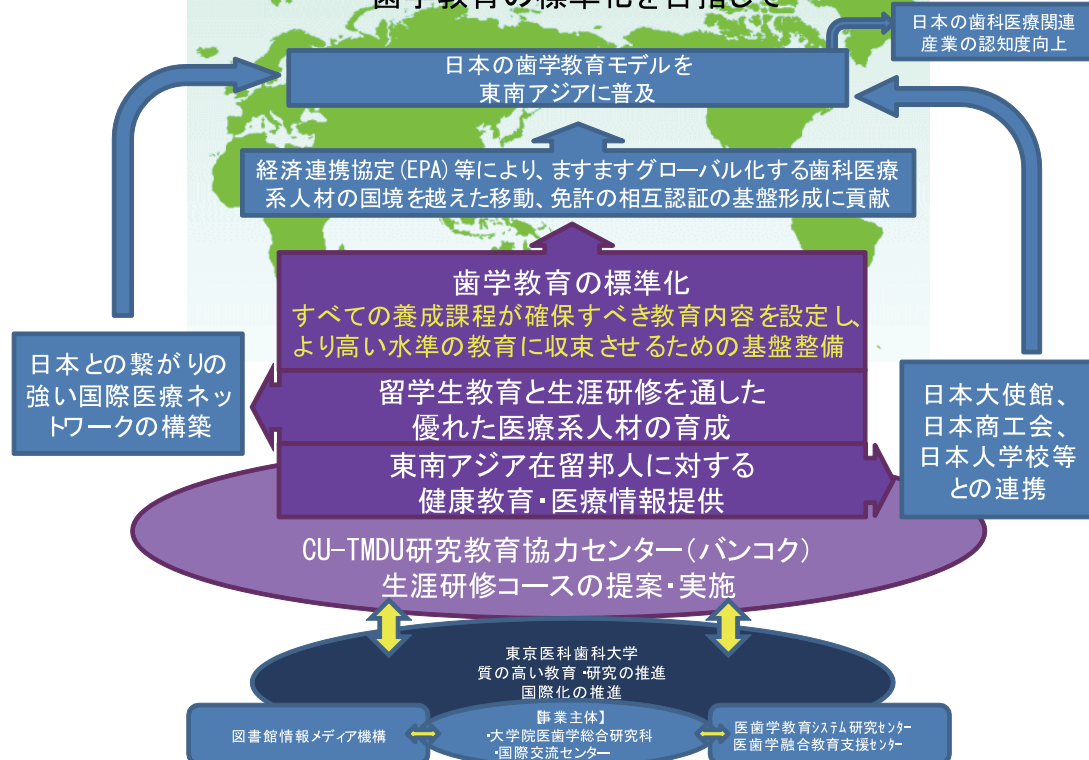 歯学教育の標準化を目指して
日本の歯科医療関連
産業の認知度向上
日本の歯学教育モデルを
東南アジアに普及
経済連携協定(EPA)等により、ますますグローバル化する歯科医療
系人材の国境を越えた移動、免許の相互認証の基盤形成に貢献
歯学教育の標準化
すべての養成課程が確保すべき教育内容を設定し、
より高い水準の教育に収束させるための基盤整備
日本との繋がりの
強い国際医療ネッ
トワークの構築
留学生教育と生涯研修を通した
優れた医療系人材の育成
日本大使館、
日本商工会、
日本人学校等
との連携
東南アジア在留邦人に対する
健康教育・医療情報提供
CU-TMDU研究教育協力センター(バンコク)
生涯研修コースの提案・実施
東京医科歯科大学
質の高い教育・研究の推進
国際化の推進
図書館情報メディア機構
【事業主体】
・大学院医歯学総合研究科
・国際交流センター
医歯学教育システム研究センター
医歯学融合教育支援センター